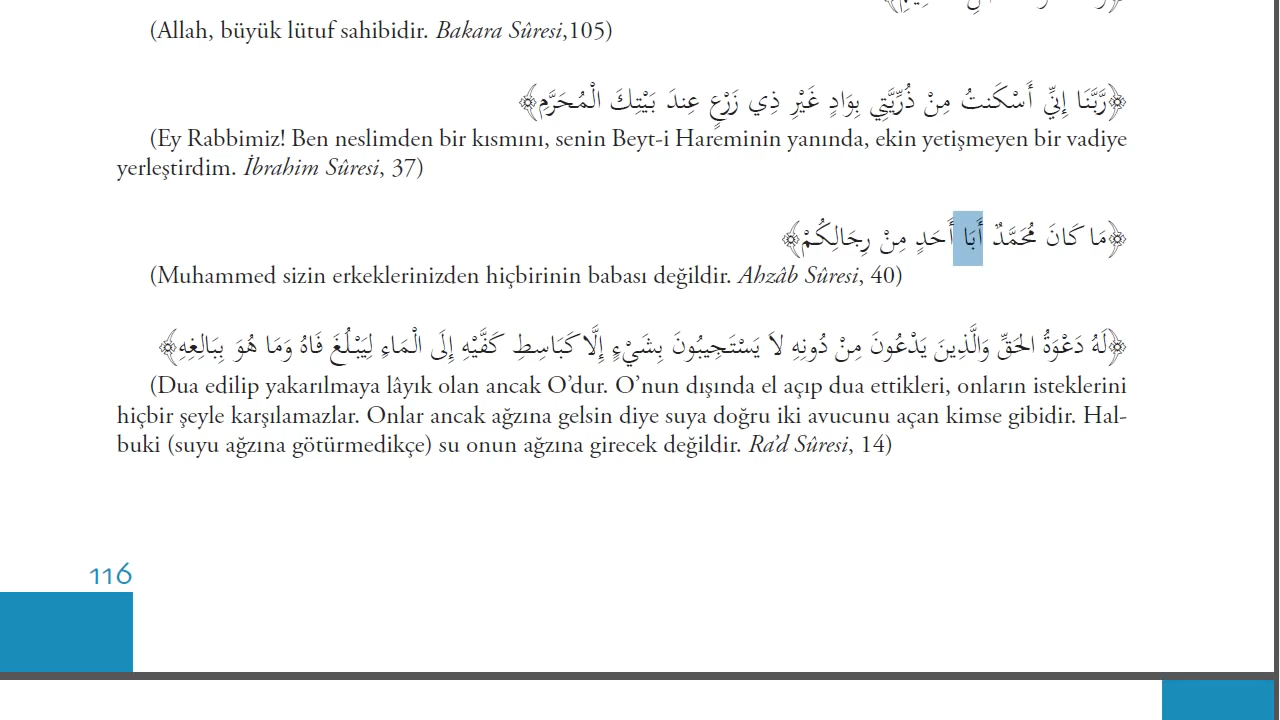 (Allah, büyük lütuf sahibidir. Bakara Sûresi,105)
﴿رَّبَّنَا إِنِّي أَسْكَنتُ مِنْ ذُرِّيَّتِي بِوَادٍ غَيْرِ ذِي زَرْعٍ عِندَ بَيْتِكَ الْمُحَرَّمِ﴾
(Ey Rabbimiz! Ben neslimden bir kısmını, senin Beyt-i Hareminin yanında, ekin yetişmeyen bir vadiye
yerleştirdim. İbrahim Sûresi, 37)
﴿مَا كَانَ مُحَمَّدٌ أَبَا أَحَدٍ مِنْ رِجَالِكُمْ﴾
(Muhammed sizin erkeklerinizden hiçbirinin babası değildir. Ahzâb Sûresi, 40)
﴿لَهُ دَعْوَةُ الْحَقِّ وَالَّذِينَ يَدْعُونَ مِنْ دُونِهِ لاَ يَسْتَجِيبُونَ بِشَيْءٍ إِلَّا كَبَاسِطِ كَفَّيْهِ إِلَى الْمَاءِ لِيَبْلُغَ فَاهُ وَمَا هُوَ بِبَالِغِهِ﴾
(Dua edilip yakarılmaya lâyık olan ancak O’dur. O’nun dışında el açıp dua ettikleri, onların isteklerini
hiçbir şeyle karşılamazlar. Onlar ancak ağzına gelsin diye suya doğru iki avucunu açan kimse gibidir. Hal-
buki (suyu ağzına götürmedikçe) su onun ağzına girecek değildir. Ra’d Sûresi, 14)
116